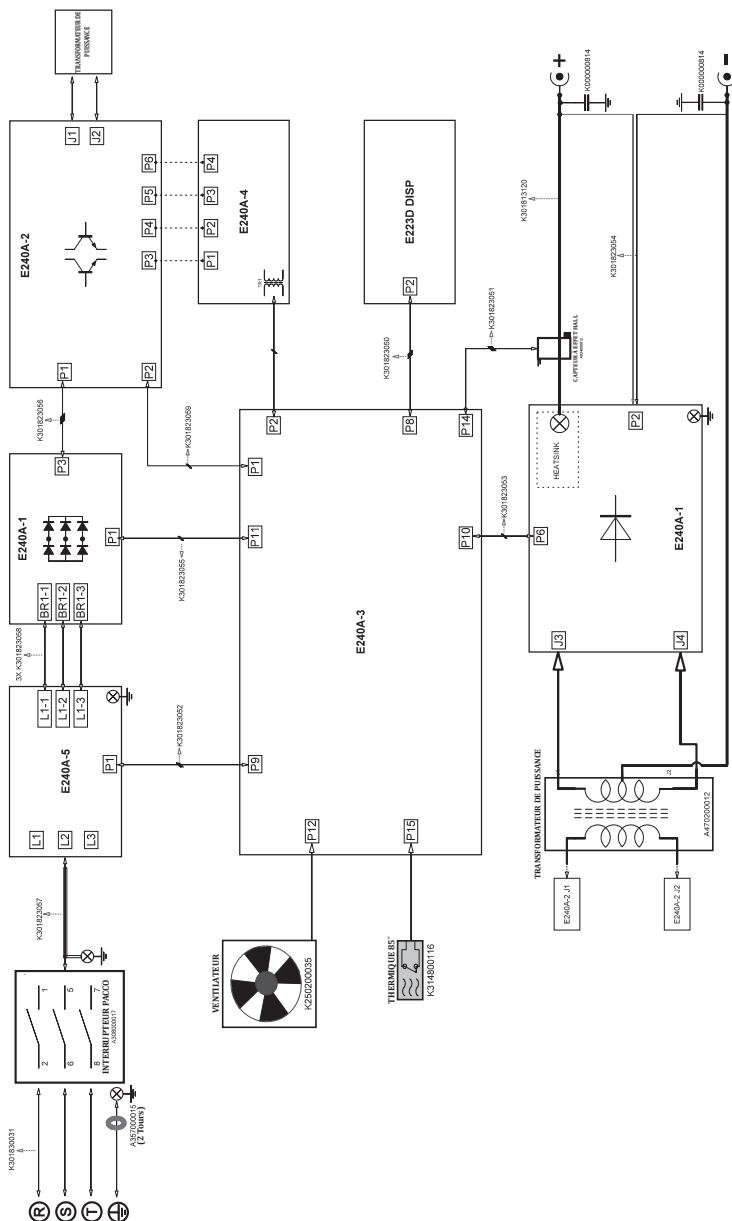 TRANSFORMATEUR DE
PUISSANCE
J1
J2
E240A-2
P6
P5
P4
P3
P1
P2
E240A-4
P4
P3
P2
P1
TR1
E223D DISP
P2
K301823050
K301823051
CAPTEUR A EFFET HALL
K000000814
+
K000000814
-
K301813120
K301823054
K301823056
K301823059
P3
E240A-1
P1
BR1-1
BR1-2
BR1-3
K301823055
3X K301823058
L1-1
L1-2
L1-3
E240A-5
P1
L1
L2
L3
K301823052
P2
P8
P14
P1
P11
P10
E240A-3
P9
P12
P15
K301823053
HEATSINK
P2
P6
E240A-1
J3
J4
K301823057
INTERRUPTEUR PACCO
A308000017
1
5
7
2
6
8
VENTILATEUR
K250200035
THERMIQUE 85°
K314800116
TRANSFORMATEUR DE PUISSANCE
J2
A470200012
E240A-2 J1
E240A-2 J2
K301830031
A357000015
( 2 Tours )
R
S
T